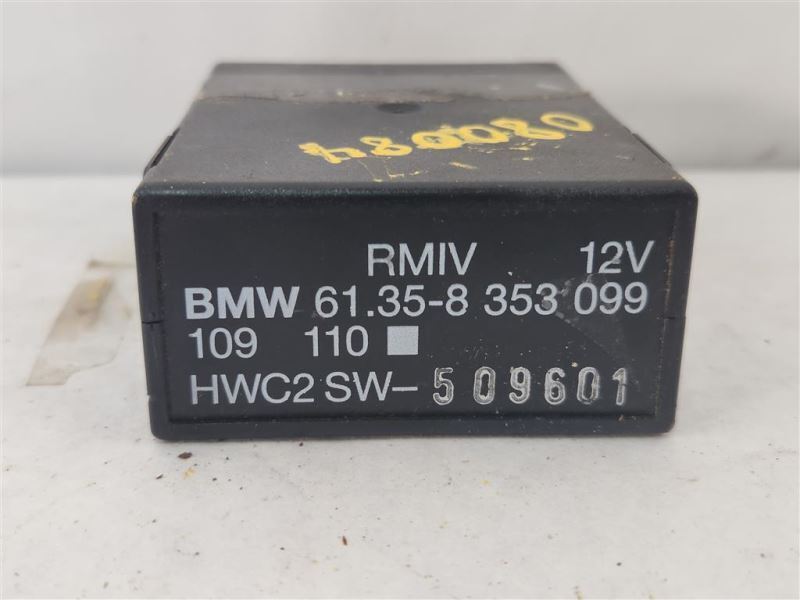 080084
RMIV 12V
BMW 61.35-8 353 099
109 110
HWC2 SW- 509601